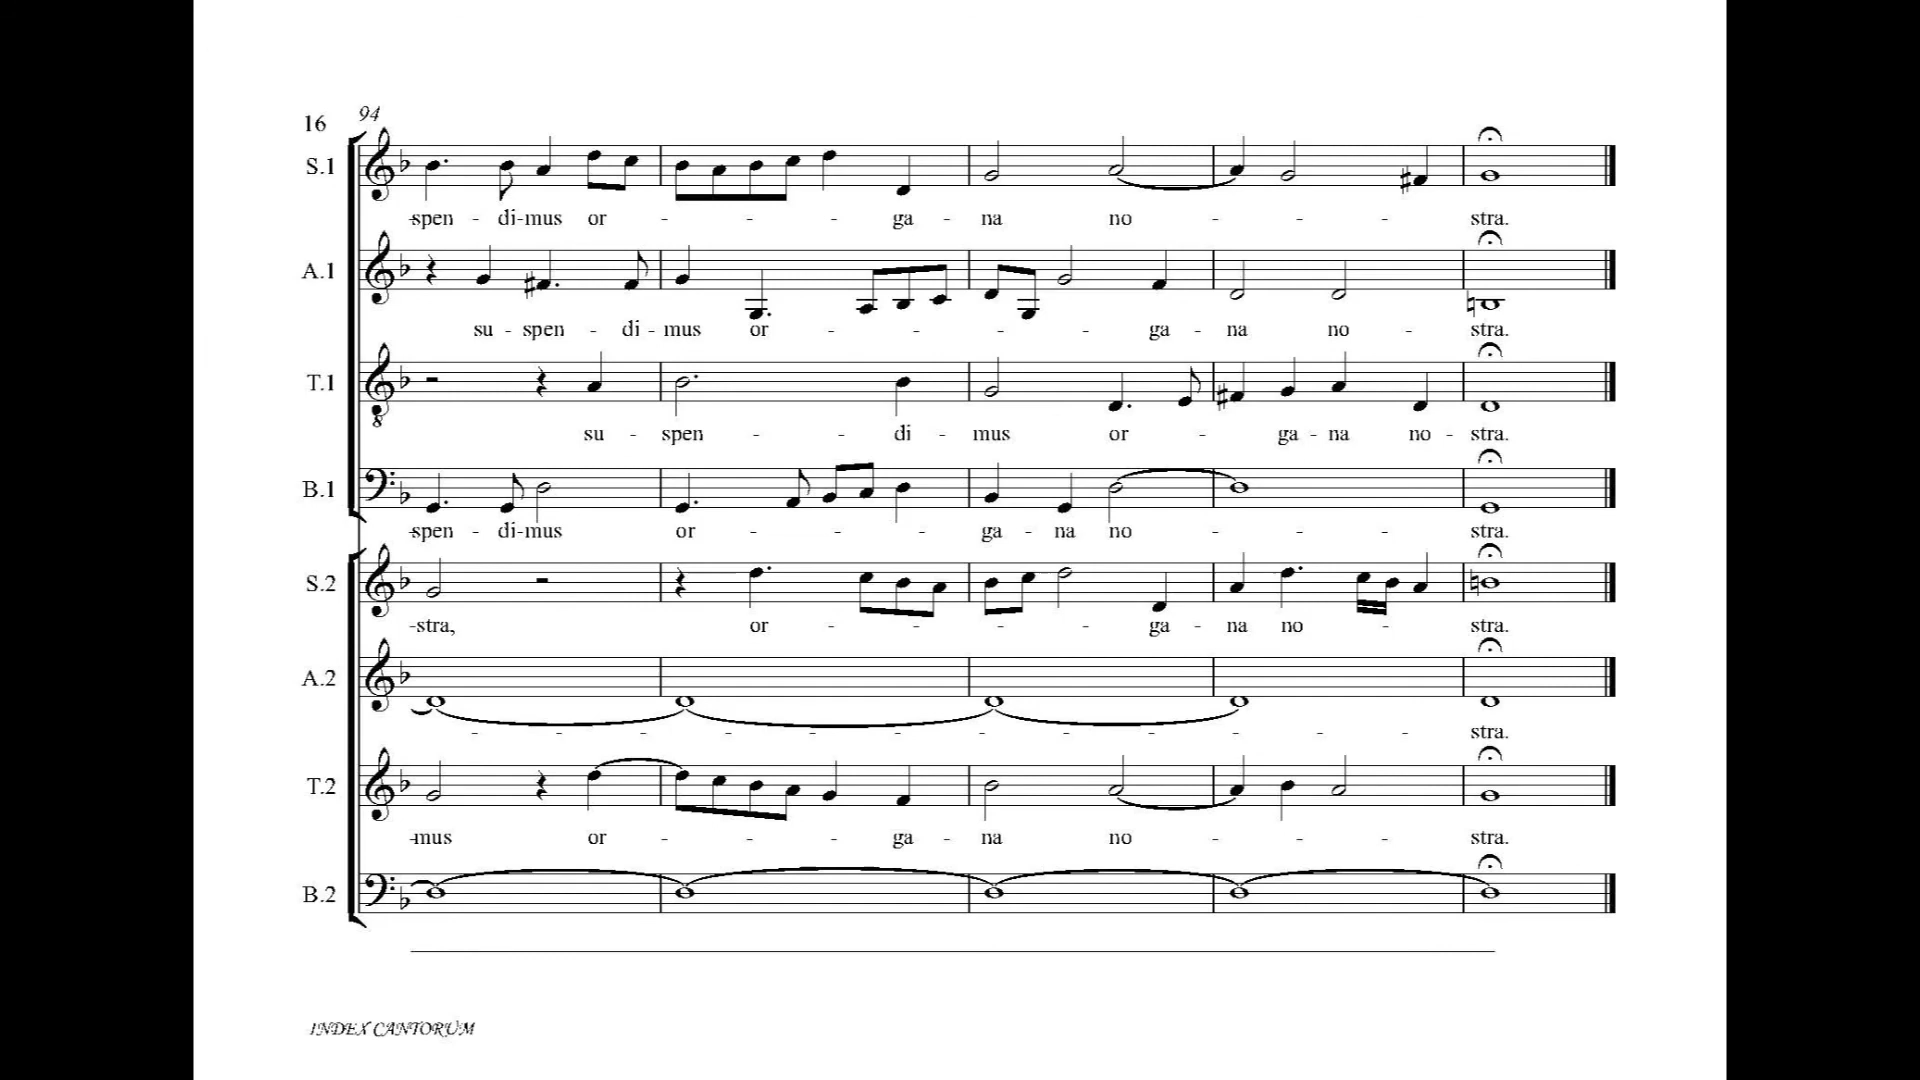 16 94
S.1
-spen - di-mus or - - - ga - na no - - - stra.
A.1
su - spen - di - mus or - - - - ga - na no - stra.
T.1
8
su - spen - - di - mus or - ga - na no - stra.
B.1
-spen - di-mus or - - - ga - na no - - - stra.
S.2
-stra, or - - - - ga - na no - - stra.
A.2
- - - - - - - - - - - - stra.
T.2
-mus or - - - ga - na no - - - stra.
B.2
INDEX CANTORUM